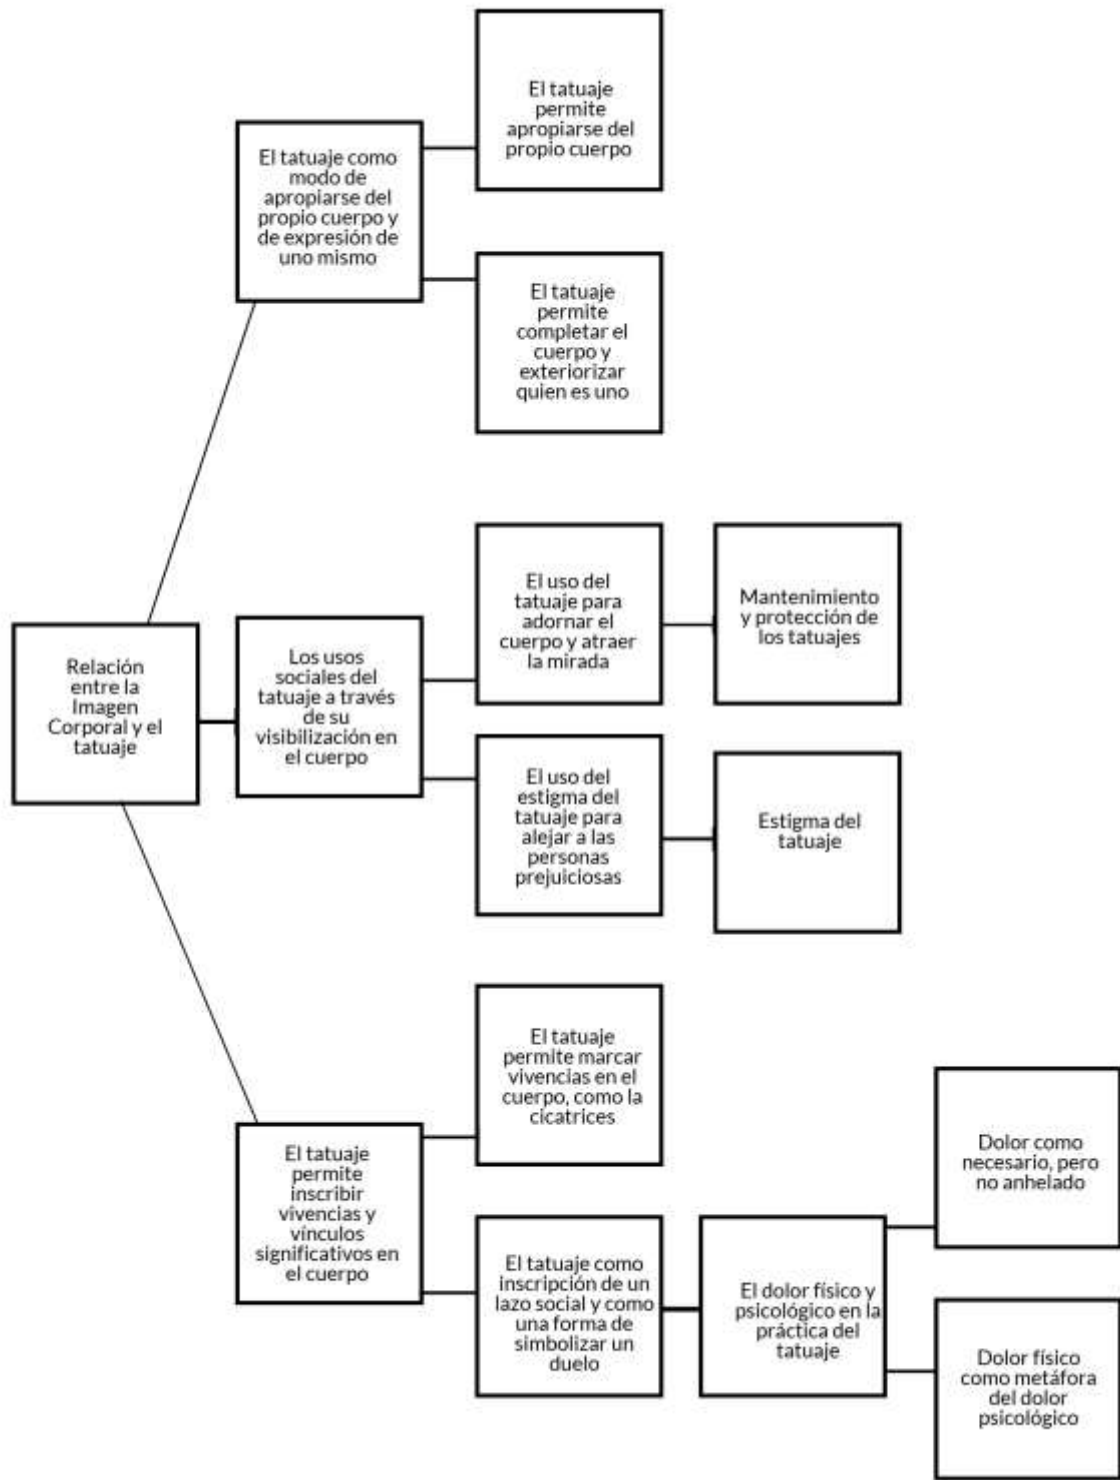 El tatuaje
permite
apropiarse del
propio cuerpo
El tatuaje como
modo de
apropiarse del
propio cuerpo y
de expresión de
uno mismo
El tatuaje
permite
completar el
cuerpo y
exteriorizar
quien es uno
Relación
entre la
Imagen
Corporal y el
tatuaje
Los usos
sociales del
tatuaje a través
de su
visibilización en
el cuerpo
El uso del
tatuaje para
adornar el
cuerpo y atraer
la mirada
Mantenimiento
y protección de
los tatuajes
El uso del
estigma del
tatuaje para
alejar a las
personas
prejuiciosas
Estigma del
tatuaje
El tatuaje
permite
inscribir
vivencias y
vínculos
significativos en
el cuerpo
El tatuaje
permite marcar
vivencias en el
cuerpo, como la
cicatrices
El tatuaje como
inscripción de un
lazo social y como
una forma de
simbolizar un
duelo
El dolor físico y
psicológico en la
práctica del
tatuaje
Dolor como
necesario, pero
no anhelado
Dolor físico
como metáfora
del dolor
psicológico